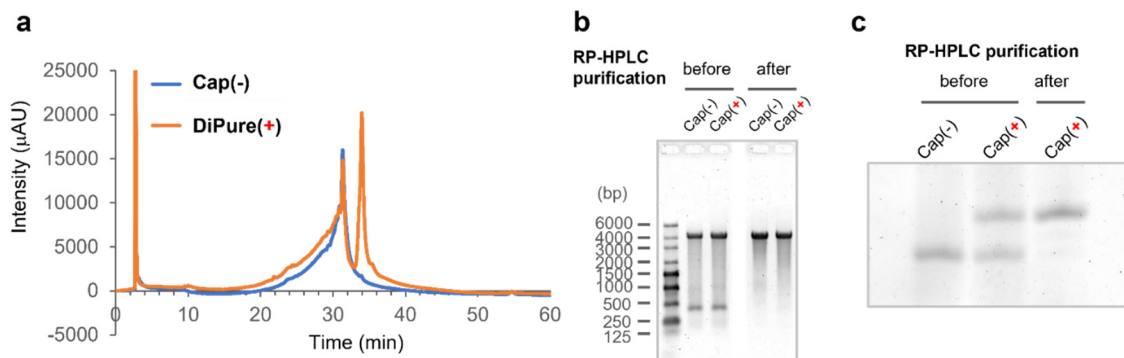 a
25000
20000
15000
10000
5000
0
-5000
Intensity (μAU)
Cap(-)
DiPure(+)
0 10 20 30 40 50 60
Time (min)
b
RP-HPLC
purification
before after
Cap(-) Cap(+) Cap(-) Cap(+)
(bp)
6000
4000
3000
2000
1500
1000
500
250
125
c
RP-HPLC purification
before after
Cap(-) Cap(+) Cap(+)